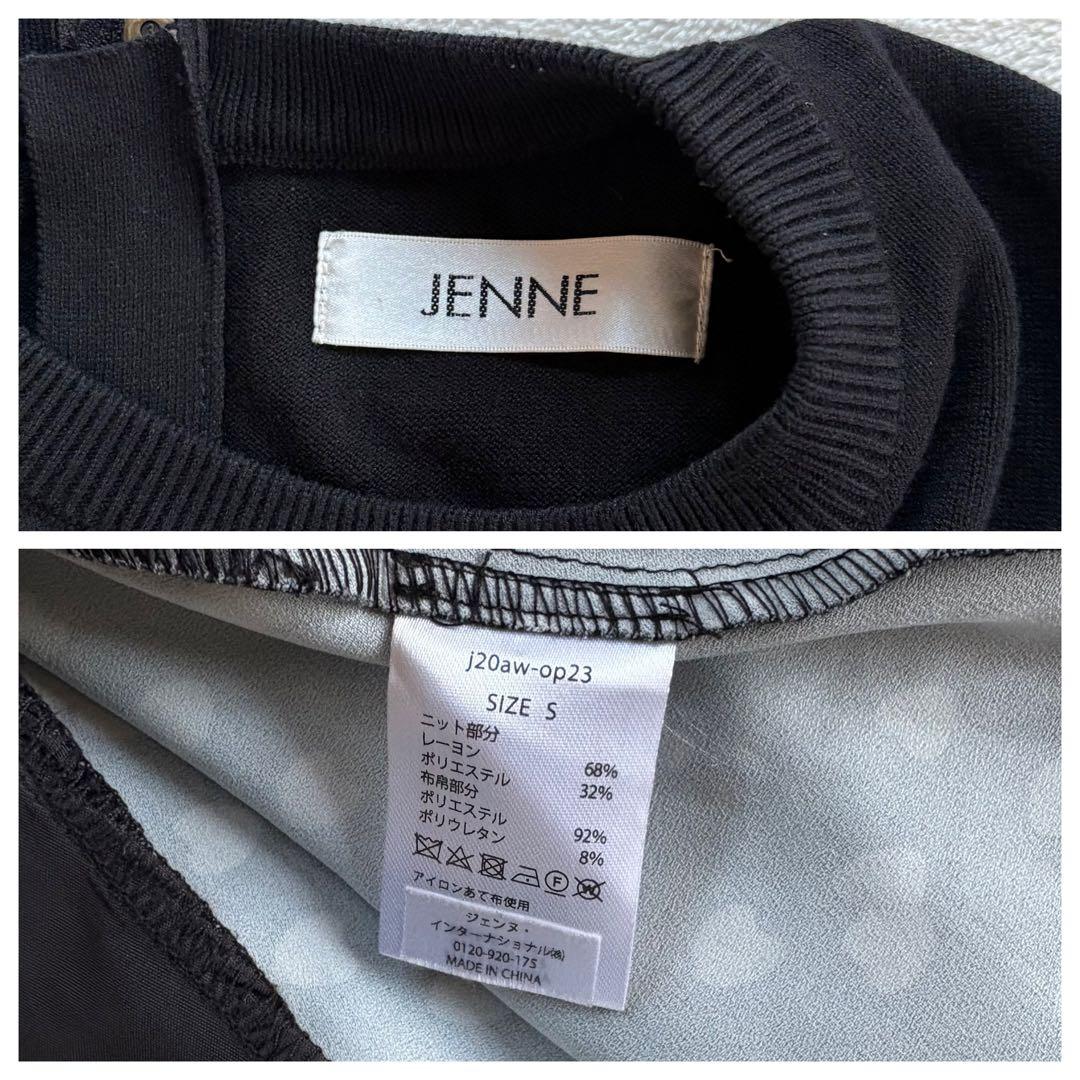 JENNE
j20aw-op23
SIZE S
ニット部分
レーヨン 68%
ポリエステル 32%
布帛部分
ポリエステル 92%
ポリウレタン 8%
F W
アイロンあて布使用
ジェンヌ・
インターナショナル㈱
0120-920-175
MADE IN CHINA